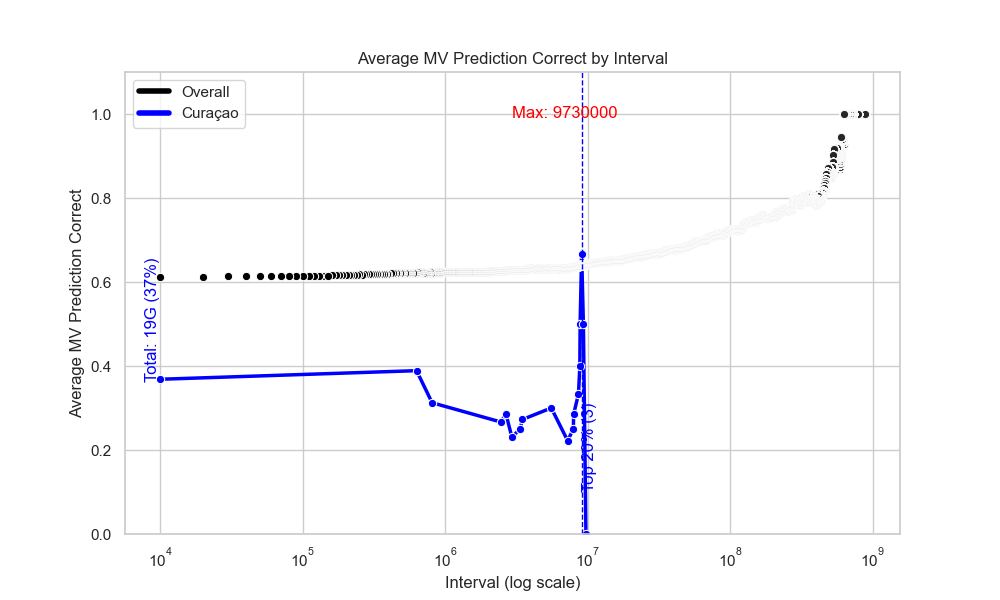 Average MV Prediction Correct by Interval
Overall
Curaçao
Max: 9730000
Average MV Prediction Correct
1.0
0.8
0.6
0.4
0.2
0.0
Total: 19G (37%)
Top 20% (3)
10^4
10^5
10^6
10^7
10^8
10^9
Interval (log scale)